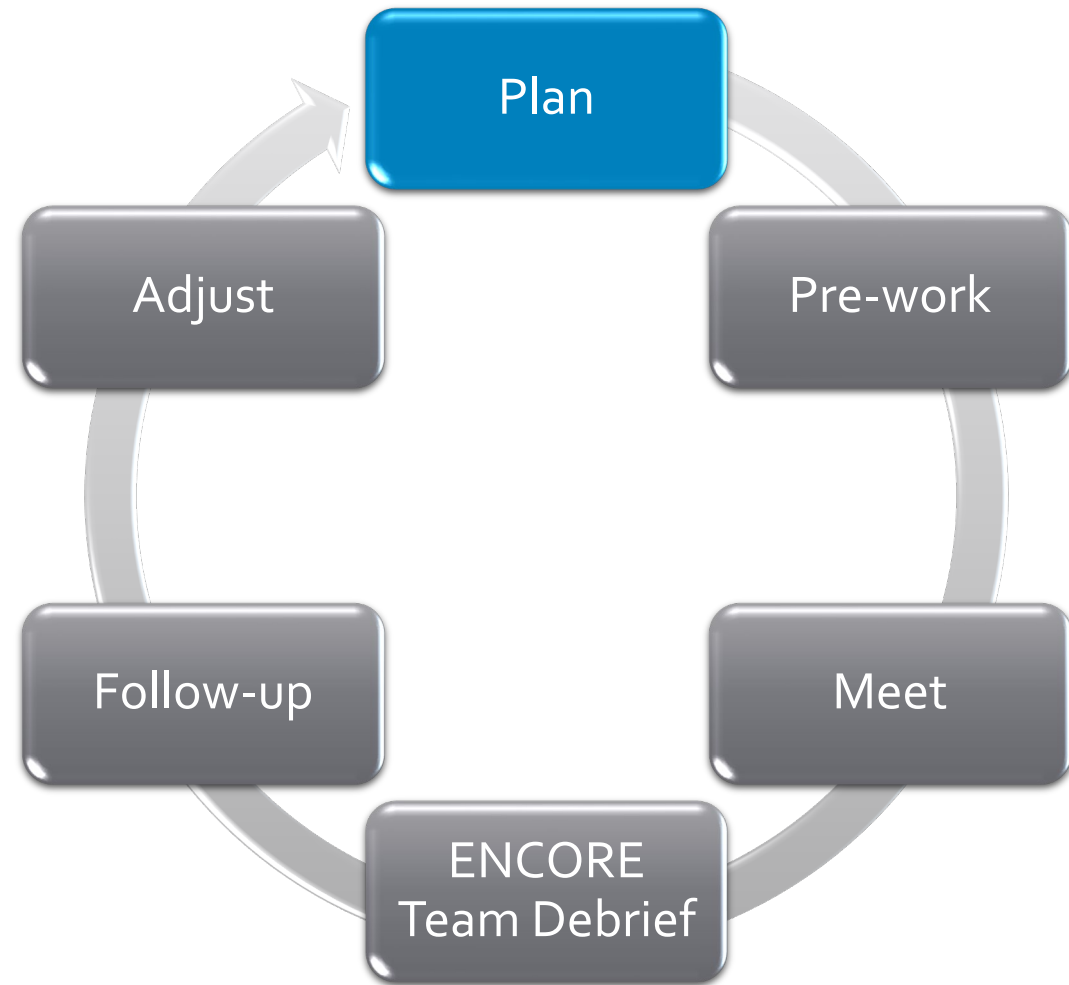 Plan
Pre-work
Meet
ENCORE
Team Debrief
Follow-up
Adjust